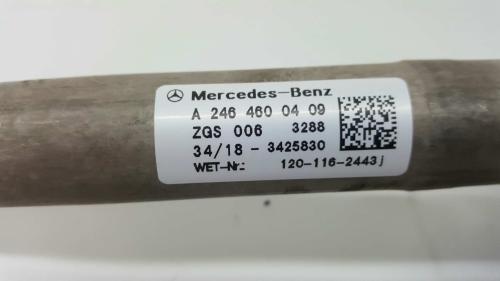 Mercedes-Benz
A 246 460 04 09
ZGS 006 3288
34/18 - 3425830
WET-Nr: 120-116-2443j